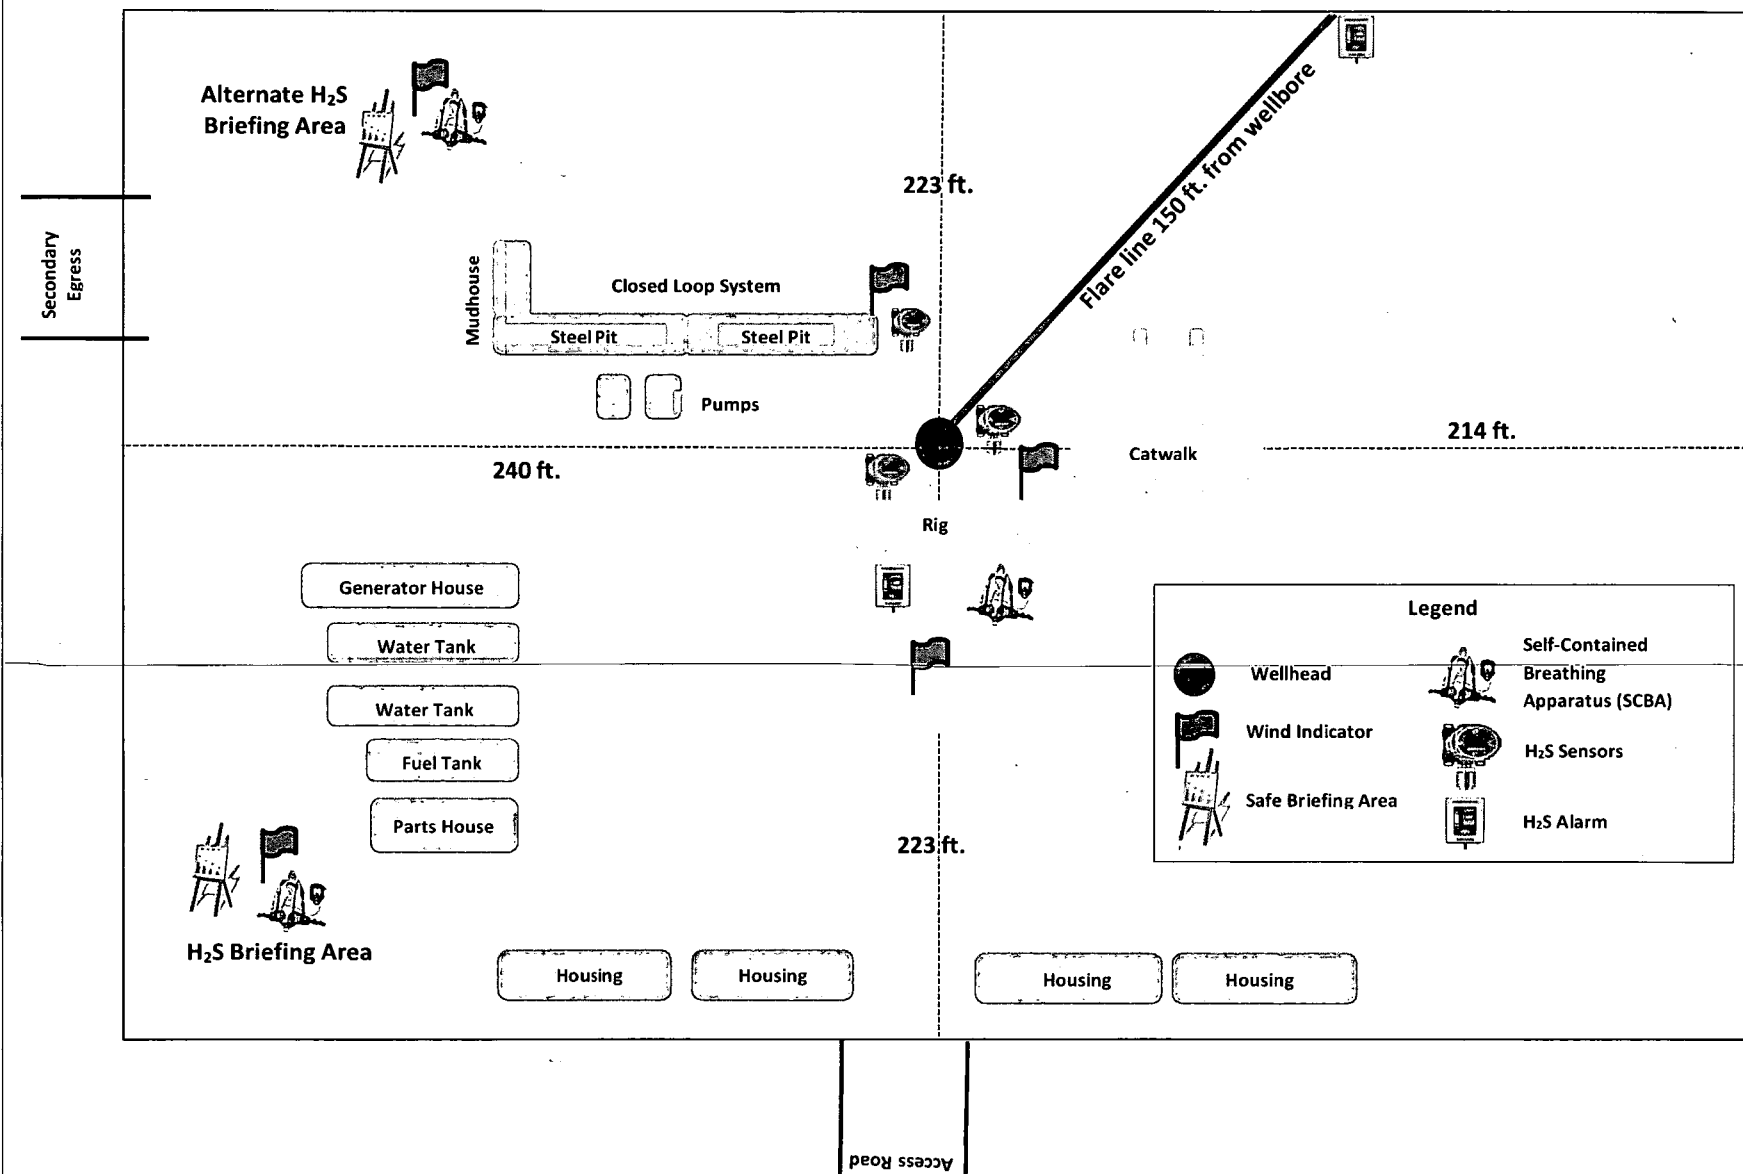 Alternate H₂S
Briefing Area
223 ft.
Flare line 150 ft. from wellbore
Secondary
Egress
Mudhouse
Closed Loop System
Steel Pit
Steel Pit
Pumps
240 ft.
214 ft.
Catwalk
Rig
Generator House
Water Tank
Water Tank
Fuel Tank
Parts House
H₂S Briefing Area
223 ft.
Legend
Wellhead
Wind Indicator
Safe Briefing Area
Self-Contained
Breathing
Apparatus (SCBA)
H₂S Sensors
H₂S Alarm
Housing
Housing
Housing
Housing
Access Road